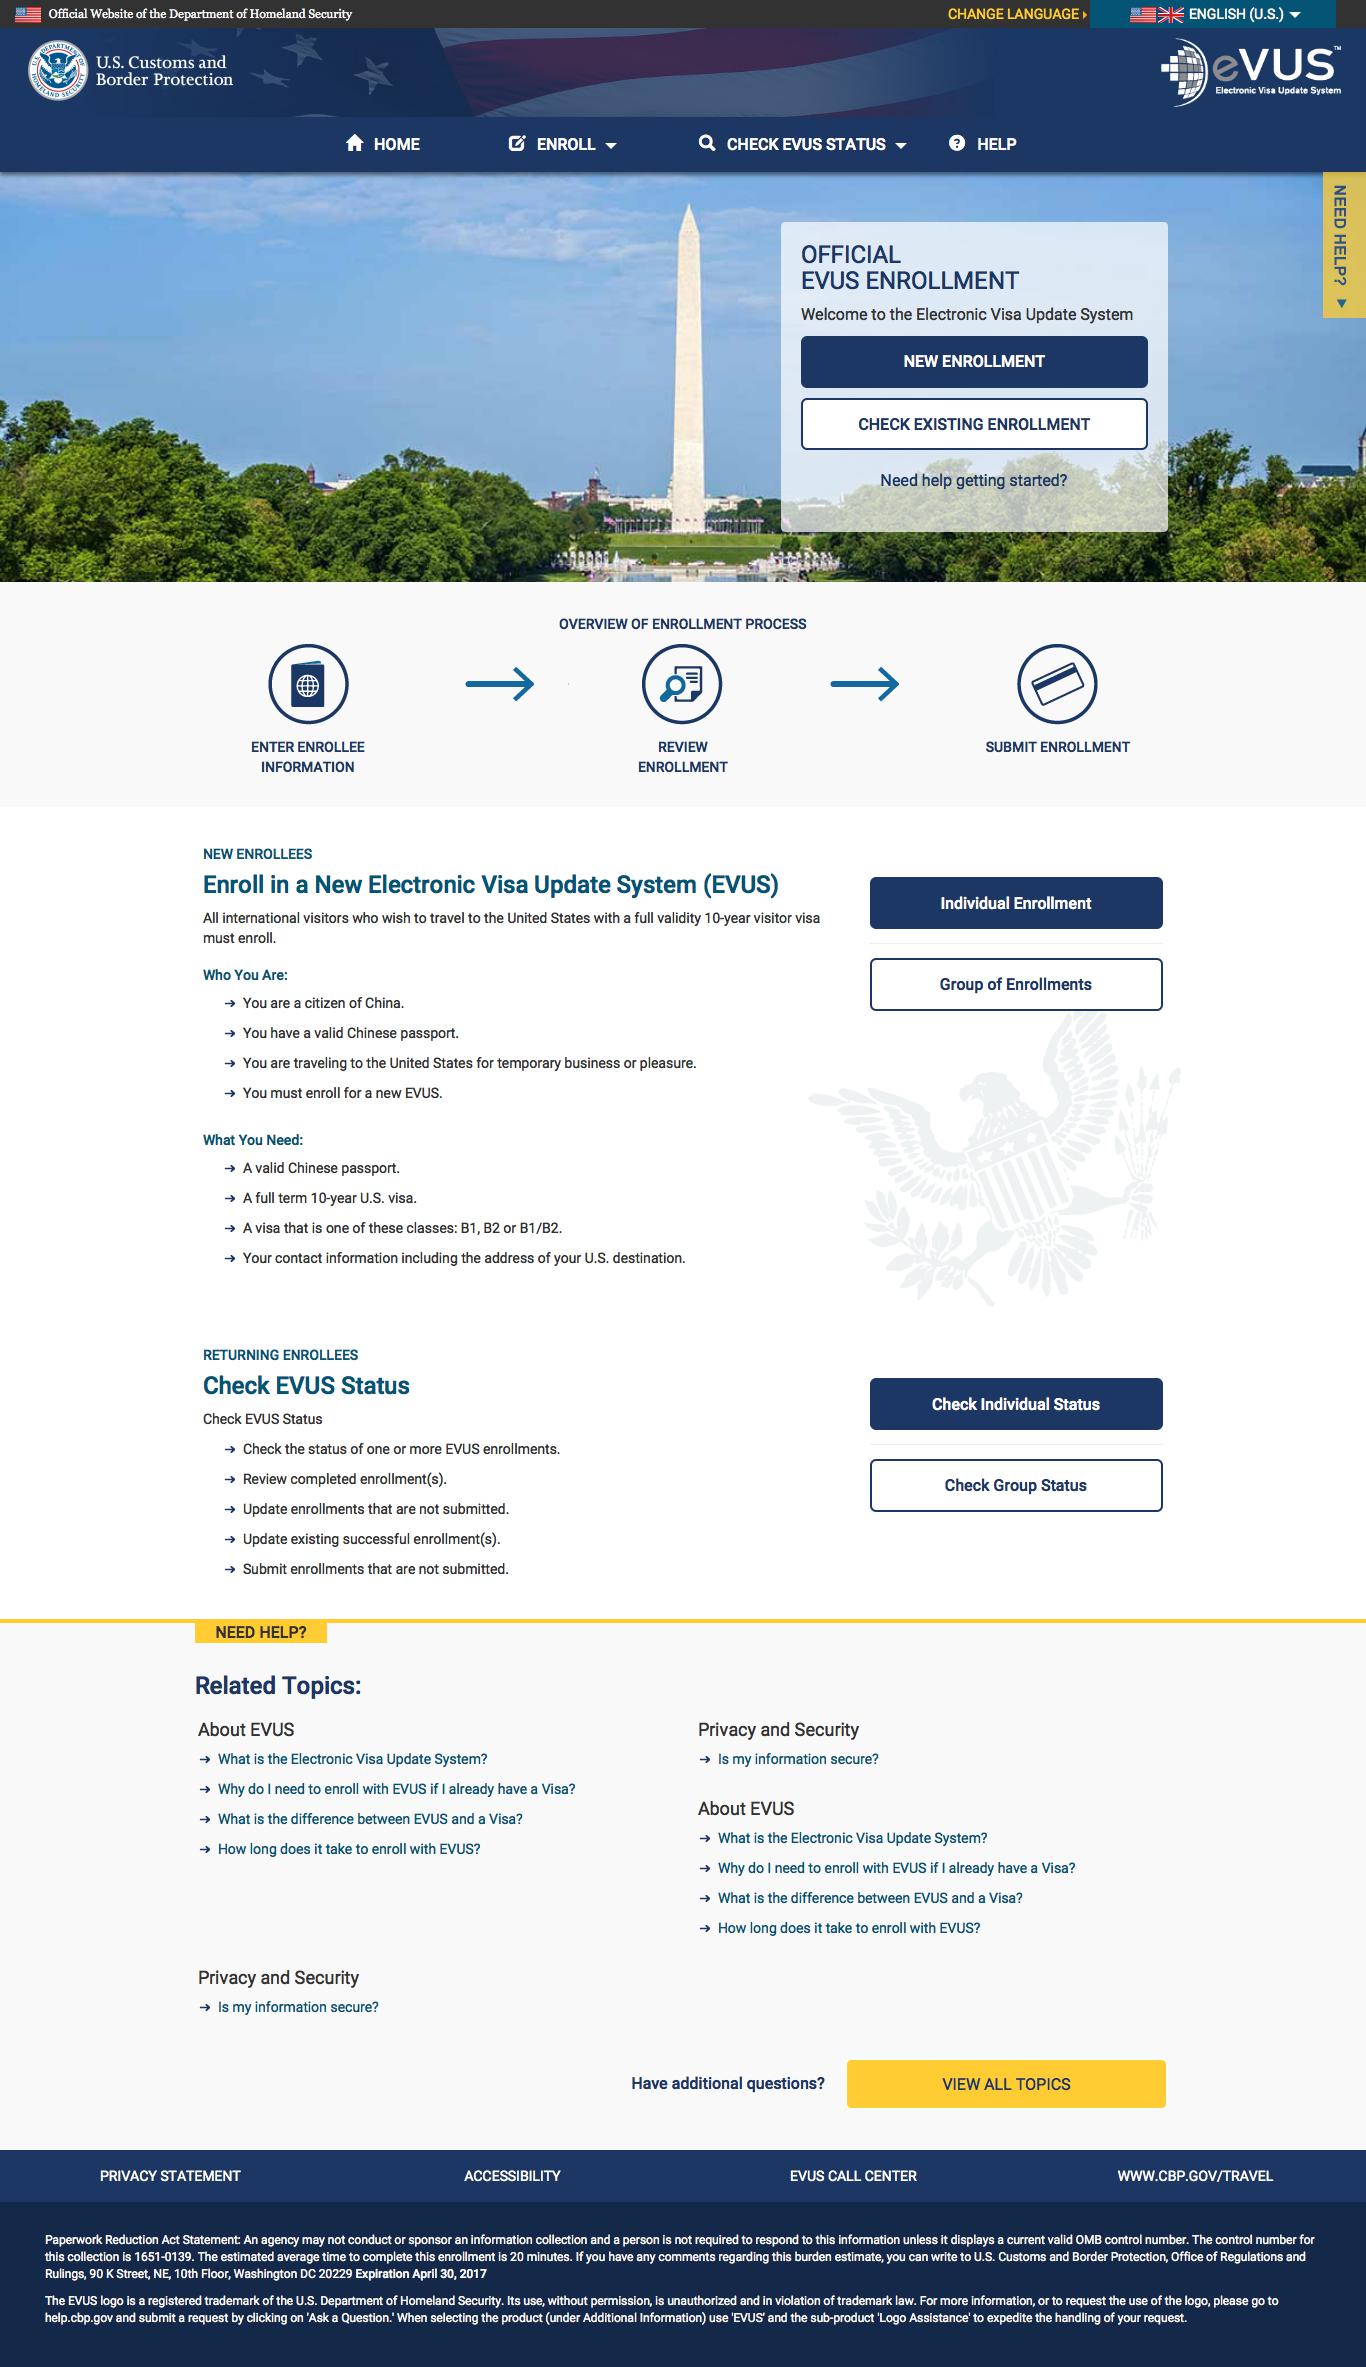 Official Website of the Department of Homeland Security
CHANGE LANGUAGE
ENGLISH (U.S.)
U.S. Customs and
Border Protection
eVUS™
Electronic Visa Update System
HOME
ENROLL
CHECK EVUS STATUS
HELP
NEED HELP?
OFFICIAL
EVUS ENROLLMENT
Welcome to the Electronic Visa Update System
NEW ENROLLMENT
CHECK EXISTING ENROLLMENT
Need help getting started?
OVERVIEW OF ENROLLMENT PROCESS
ENTER ENROLLEE
INFORMATION
REVIEW
ENROLLMENT
SUBMIT ENROLLMENT
NEW ENROLLEES
Enroll in a New Electronic Visa Update System (EVUS)
All international visitors who wish to travel to the United States with a full validity 10-year visitor visa
must enroll.
Who You Are:
You are a citizen of China.
You have a valid Chinese passport.
You are traveling to the United States for temporary business or pleasure.
You must enroll for a new EVUS.
What You Need:
A valid Chinese passport.
A full term 10-year U.S. visa.
A visa that is one of these classes: B1, B2 or B1/B2.
Your contact information including the address of your U.S. destination.
Individual Enrollment
Group of Enrollments
RETURNING ENROLLEES
Check EVUS Status
Check EVUS Status
Check the status of one or more EVUS enrollments.
Review completed enrollment(s).
Update enrollments that are not submitted.
Update existing successful enrollment(s).
Submit enrollments that are not submitted.
Check Individual Status
Check Group Status
NEED HELP?
Related Topics:
About EVUS
What is the Electronic Visa Update System?
Why do I need to enroll with EVUS if I already have a Visa?
What is the difference between EVUS and a Visa?
How long does it take to enroll with EVUS?
Privacy and Security
Is my information secure?
About EVUS
What is the Electronic Visa Update System?
Why do I need to enroll with EVUS if I already have a Visa?
What is the difference between EVUS and a Visa?
How long does it take to enroll with EVUS?
Privacy and Security
Is my information secure?
Have additional questions?
VIEW ALL TOPICS
PRIVACY STATEMENT
ACCESSIBILITY
EVUS CALL CENTER
WWW.CBP.GOV/TRAVEL
Paperwork Reduction Act Statement: An agency may not conduct or sponsor an information collection and a person is not required to respond to this information unless it displays a current valid OMB control number. The control number for
this collection is 1651-0139. The estimated average time to complete this enrollment is 20 minutes. If you have any comments regarding this burden estimate, you can write to U.S. Customs and Border Protection, Office of Regulations and
Rulings, 90 K Street, NE, 10th Floor, Washington DC 20229 Expiration April 30, 2017
The EVUS logo is a registered trademark of the U.S. Department of Homeland Security. Its use, without permission, is unauthorized and in violation of trademark law. For more information, or to request the use of the logo, please go to
help.cbp.gov and submit a request by clicking on 'Ask a Question.' When selecting the product (under Additional Information) use 'EVUS' and the sub-product 'Logo Assistance' to expedite the handling of your request.